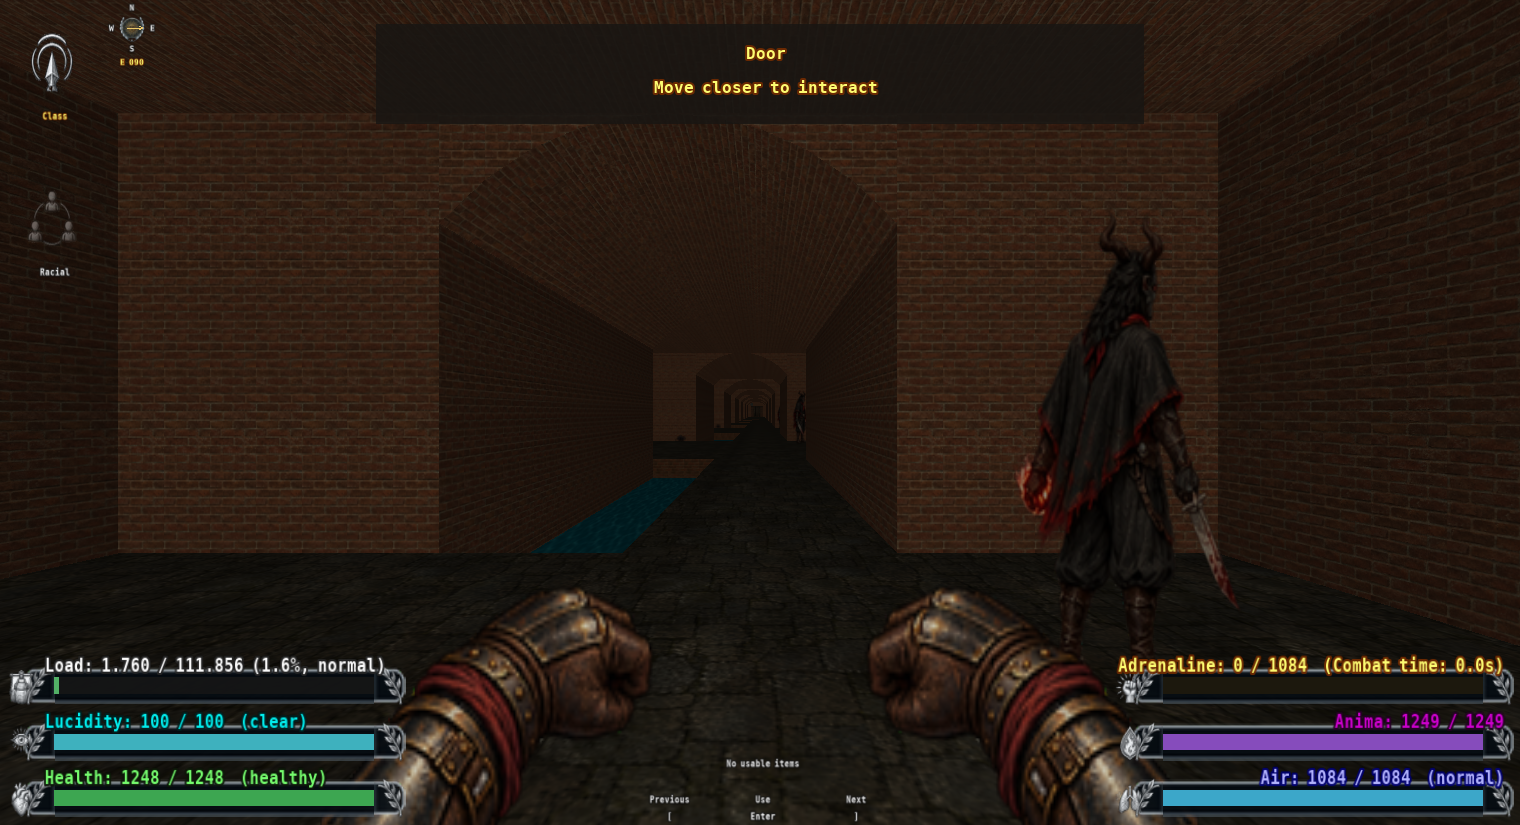 N
W E
S
E 090
Class
Racial
Door
Move closer to interact
Load: 1.760 / 111.856 (1.6%, normal)
Lucidity: 100 / 100 (clear)
Health: 1248 / 1248 (healthy)
Adrenaline: 0 / 1084 (Combat time: 0.0s)
Anima: 1249 / 1249
Air: 1084 / 1084 (normal)
No usable items
Previous Use Next
[ Enter ]